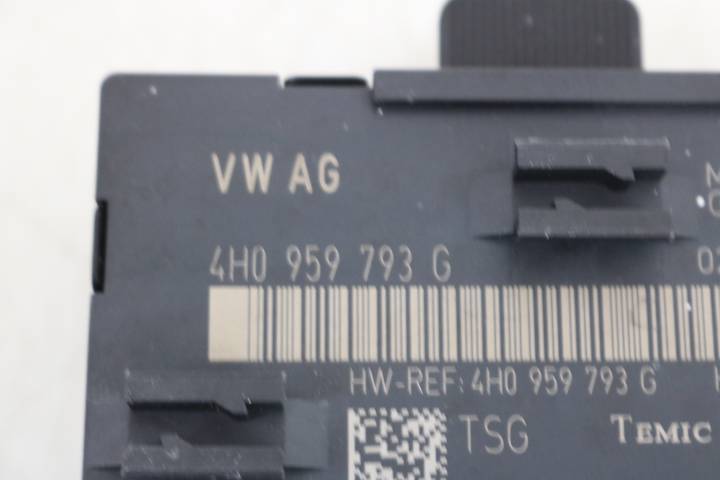 VW AG
4H0 959 793 G
HW-REF: 4H0 959 793 G
TSG TEMIC